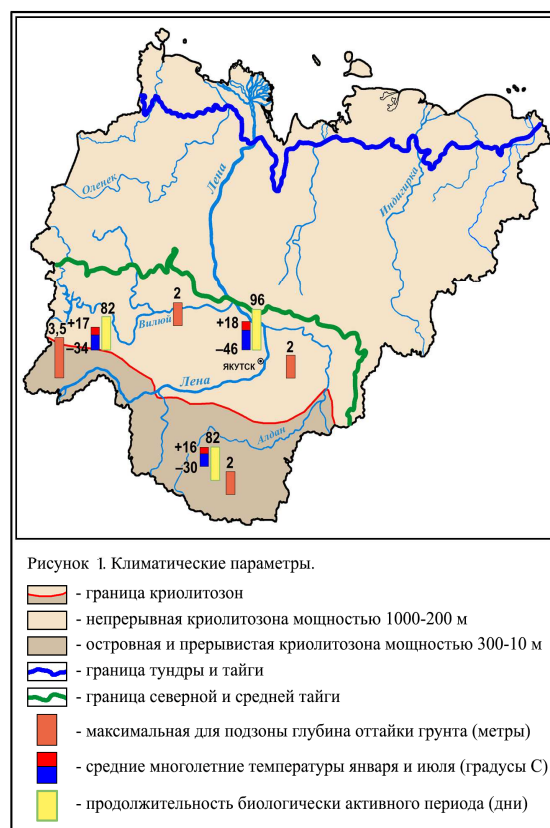 Оленек
Лена
Индигирка
82
2
96
3,5
+17
Вилюй
+18
–34
–46
ЯКУТСК
2
Лена
Алдан
82
+16
–30
2
Рисунок 1. Климатические параметры.
- граница криолитозон
- непрерывная криолитозона мощностью 1000-200 м
- островная и прерывистая криолитозона мощностью 300-10 м
- граница тундры и тайги
- граница северной и средней тайги
- максимальная для подзоны глубина оттайки грунта (метры)
- средние многолетние температуры января и июля (градусы С)
- продолжительность биологически активного периода (дни)